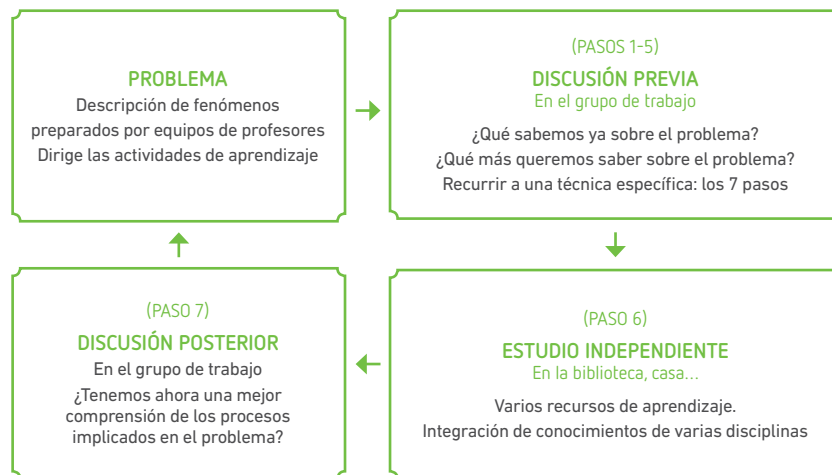 PROBLEMA
Descripción de fenómenos
preparados por equipos de profesores
Dirige las actividades de aprendizaje
(PASOS 1-5)
DISCUSIÓN PREVIA
En el grupo de trabajo
¿Qué sabemos ya sobre el problema?
¿Qué más queremos saber sobre el problema?
Recurrir a una técnica específica: los 7 pasos
(PASO 6)
ESTUDIO INDEPENDIENTE
En la biblioteca, casa...
Varios recursos de aprendizaje.
Integración de conocimientos de varias disciplinas
(PASO 7)
DISCUSIÓN POSTERIOR
En el grupo de trabajo
¿Tenemos ahora una mejor
comprensión de los procesos
implicados en el problema?